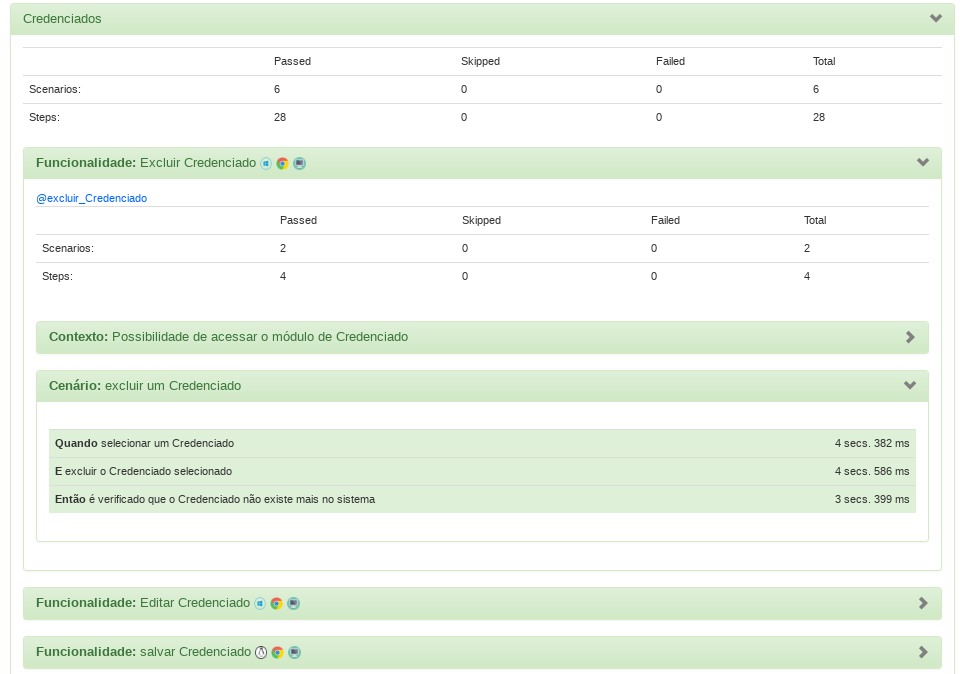 Credenciados
Passed Skipped Failed Total
Scenarios: 6 0 0 6
Steps: 28 0 0 28
Funcionalidade: Excluir Credenciado
@excluir_Credenciado
Passed Skipped Failed Total
Scenarios: 2 0 0 2
Steps: 4 0 0 4
Contexto: Possibilidade de acessar o módulo de Credenciado
Cenário: excluir um Credenciado
Quando selecionar um Credenciado 4 secs. 382 ms
E excluir o Credenciado selecionado 4 secs. 586 ms
Então é verificado que o Credenciado não existe mais no sistema 3 secs. 399 ms
Funcionalidade: Editar Credenciado
Funcionalidade: salvar Credenciado